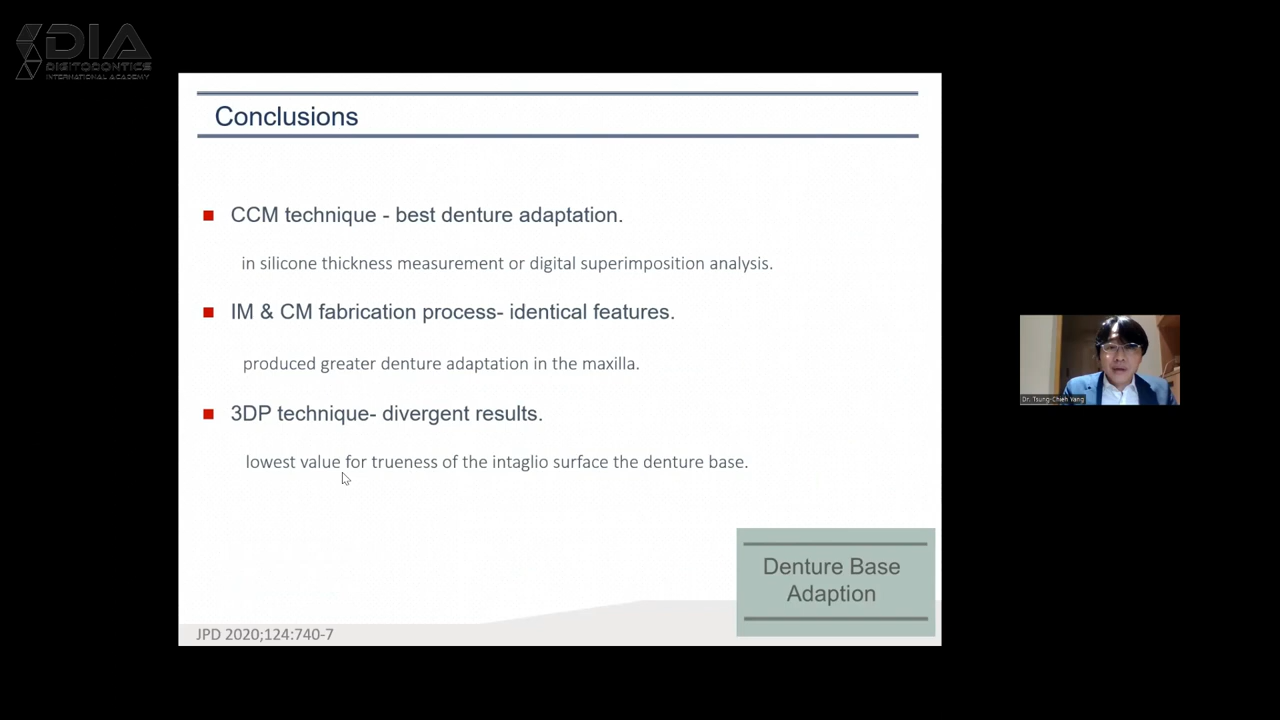 DIA
DIGITODONTICS
INTERNATIONAL ACADEMY
Conclusions
CCM technique - best denture adaptation.
in silicone thickness measurement or digital superimposition analysis.
IM & CM fabrication process- identical features.
produced greater denture adaptation in the maxilla.
3DP technique- divergent results.
lowest value for trueness of the intaglio surface the denture base.
Denture Base
Adaption
JPD 2020;124:740-7
Dr. Tsung-Chieh Yang